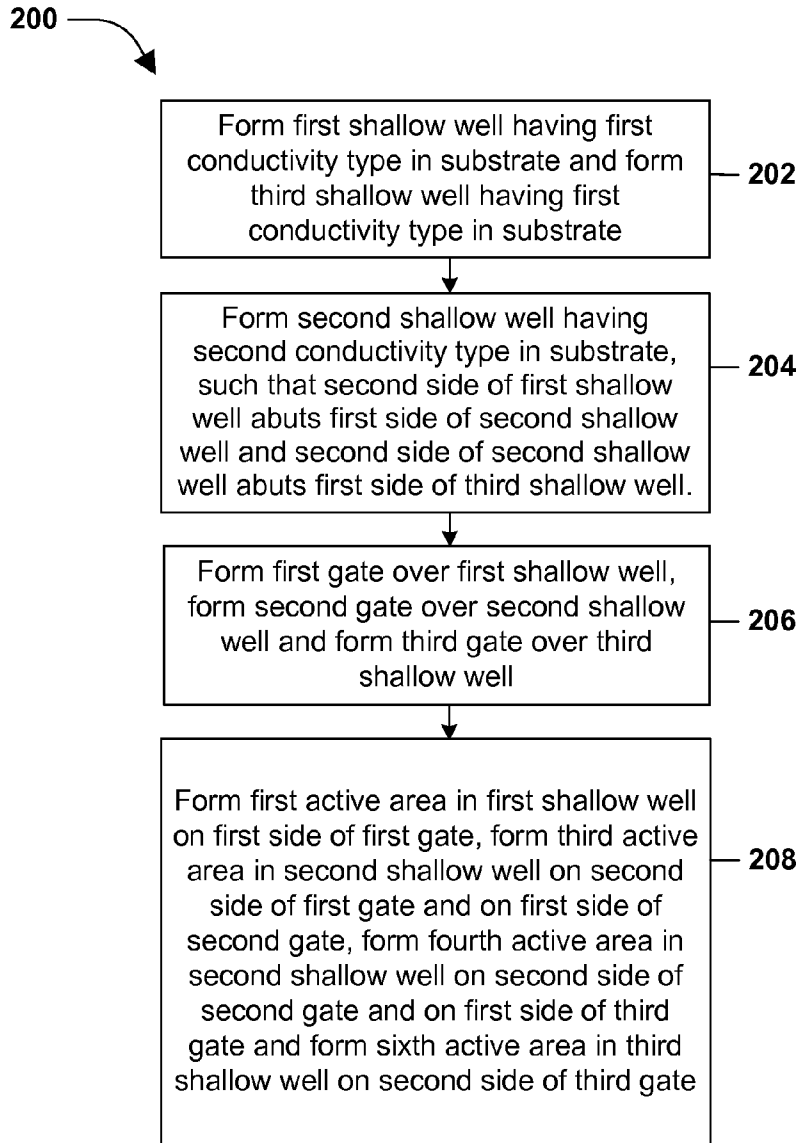 200
Form first shallow well having first
conductivity type in substrate and form
third shallow well having first
conductivity type in substrate
202
Form second shallow well having
second conductivity type in substrate,
such that second side of first shallow
well abuts first side of second shallow
well and second side of second shallow
well abuts first side of third shallow well.
204
Form first gate over first shallow well,
form second gate over second shallow
well and form third gate over third
shallow well
206
Form first active area in first shallow well
on first side of first gate, form third active
area in second shallow well on second
side of first gate and on first side of
second gate, form fourth active area in
second shallow well on second side of
second gate and on first side of third
gate and form sixth active area in third
shallow well on second side of third gate
208